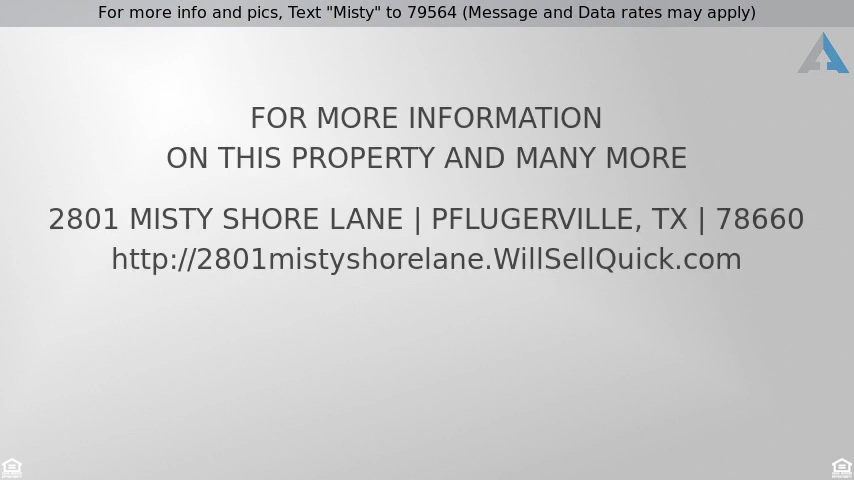 For more info and pics, Text "Misty" to 79564 (Message and Data rates may apply)
FOR MORE INFORMATION
ON THIS PROPERTY AND MANY MORE
2801 MISTY SHORE LANE | PFLUGERVILLE, TX | 78660
http://2801mistyshorelane.WillSellQuick.com